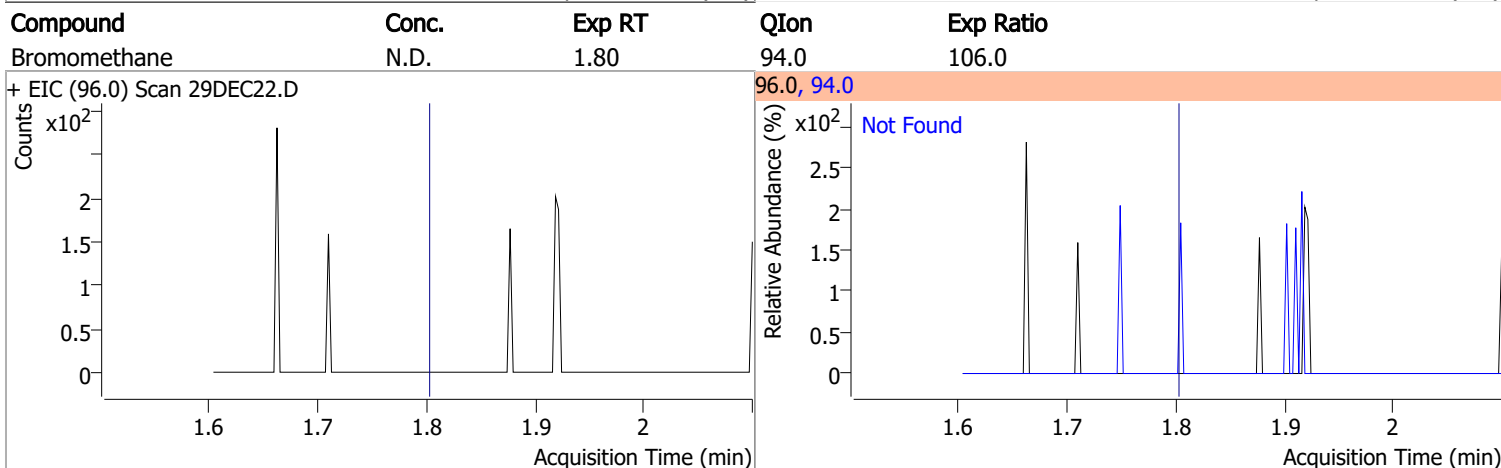 Compound Conc. Exp RT QIon Exp Ratio
Bromomethane N.D. 1.80 94.0 106.0
+ EIC (96.0) Scan 29DEC22.D
Counts
x10²
2
1.5
1
0.5
0
1.6 1.7 1.8 1.9 2
Acquisition Time (min)
96.0, 94.0
Relative Abundance (%)
x10²
Not Found
2.5
2
1.5
1
0.5
0
1.6 1.7 1.8 1.9 2
Acquisition Time (min)